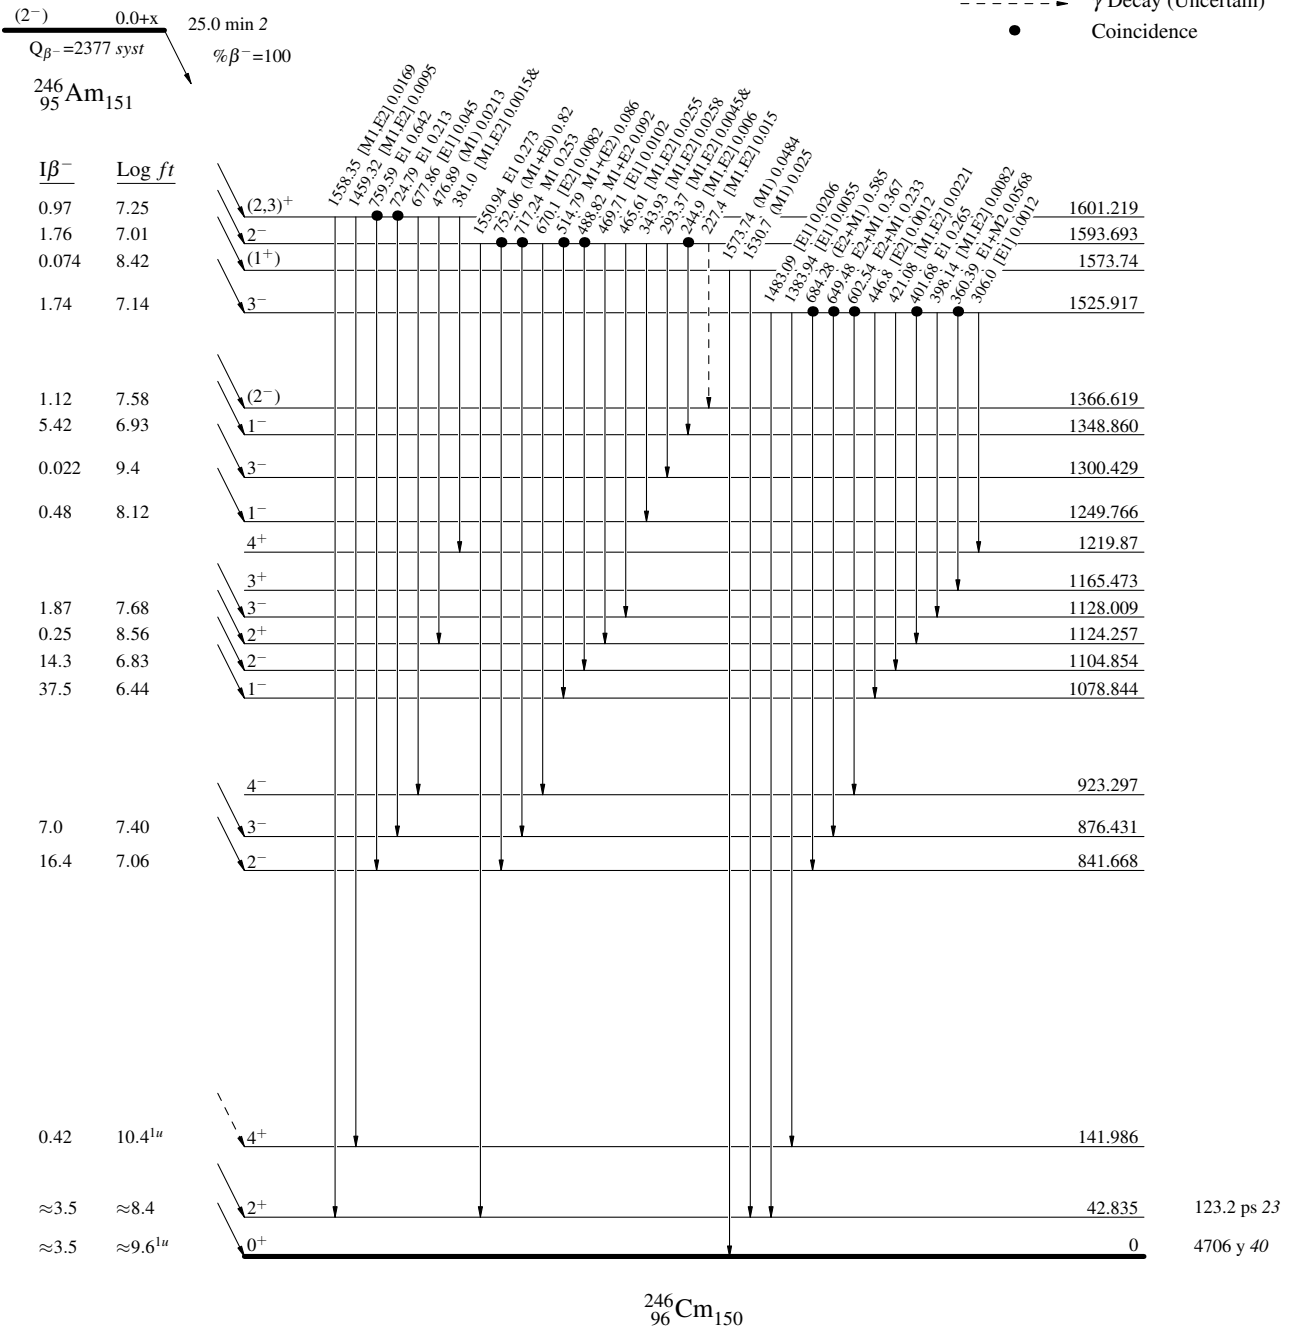 γ Decay (Uncertain)
Coincidence
(2⁻) 0.0+x 25.0 min 2
Qβ⁻=2377 syst
%β⁻=100
²⁴⁶₉₅Am₁₅₁
Iβ⁻ Log ft
1558.35 [M1,E2] 0.0169
1459.32 [M1,E2] 0.0095
759.59 E1 0.642
724.79 E1 0.213
677.86 [E1] 0.045
476.89 (M1) 0.0213
381.0 [M1,E2] 0.0015&
1550.94 E1 0.273
752.06 (M1+E0) 0.82
717.24 M1 0.253
670.1 [E2] 0.0082
514.79 M1+(E2) 0.086
488.82 M1+E2 0.092
469.71 [E1] 0.0102
465.61 [M1,E2] 0.0255
343.93 [M1,E2] 0.0258
293.37 [M1,E2] 0.0045&
244.9 [M1,E2] 0.006
227.4 [M1,E2] 0.015
1573.74 (M1) 0.0484
1530.7 (M1) 0.025
1483.09 [E1] 0.0206
1383.94 [E1] 0.0055
684.28 (E2+M1) 0.585
649.48 E2+M1 0.367
602.54 E2+M1 0.233
446.8 [E2] 0.0012
421.08 [M1,E2] 0.0221
401.68 E1 0.265
398.14 [M1,E2] 0.0082
360.39 E1+M2 0.0568
306.0 [E1] 0.0012
0.97 7.25 (2,3)⁺ 1601.219
1.76 7.01 2⁻ 1593.693
0.074 8.42 (1⁺) 1573.74
1.74 7.14 3⁻ 1525.917
1.12 7.58 (2⁻) 1366.619
5.42 6.93 1⁻ 1348.860
0.022 9.4 3⁻ 1300.429
0.48 8.12 1⁻ 1249.766
4⁺ 1219.87
3⁺ 1165.473
1.87 7.68 3⁻ 1128.009
0.25 8.56 2⁺ 1124.257
14.3 6.83 2⁻ 1104.854
37.5 6.44 1⁻ 1078.844
4⁻ 923.297
7.0 7.40 3⁻ 876.431
16.4 7.06 2⁻ 841.668
0.42 10.4¹ᵘ 4⁺ 141.986
≈3.5 ≈8.4 2⁺ 42.835 123.2 ps 23
≈3.5 ≈9.6¹ᵘ 0⁺ 0 4706 y 40
²⁴⁶₉₆Cm₁₅₀